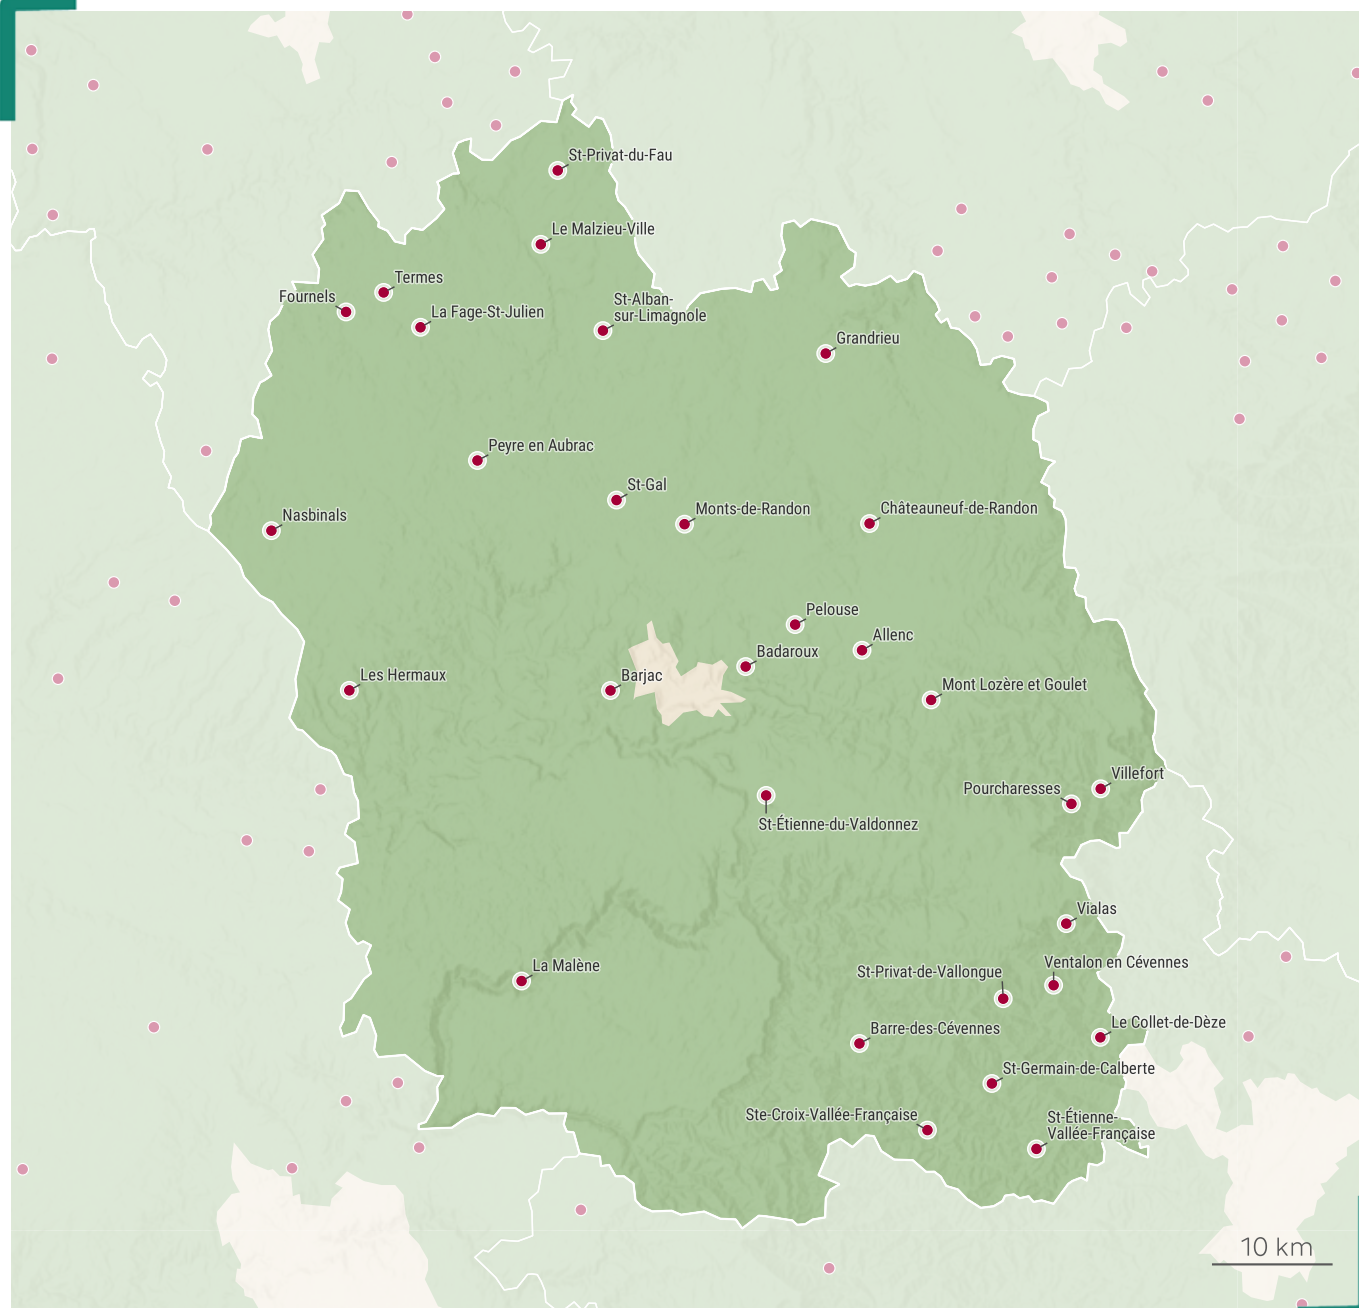 St-Privat-du-Fau
Le Malzieu-Ville
Termes
Fournels
La Fage-St-Julien
St-Alban-
sur-Limagnole
Grandrieu
Peyre en Aubrac
St-Gal
Monts-de-Randon
Châteauneuf-de-Randon
Nasbinals
Pelouse
Allenc
Badaroux
Les Hermaux
Barjac
Mont Lozère et Goulet
Villefort
Pourcharesses
St-Étienne-du-Valdonnez
Vialas
Ventalon en Cévennes
La Malène
St-Privat-de-Vallongue
Le Collet-de-Dèze
Barre-des-Cévennes
St-Germain-de-Calberte
Ste-Croix-Vallée-Française
St-Étienne-
Vallée-Française
10 km